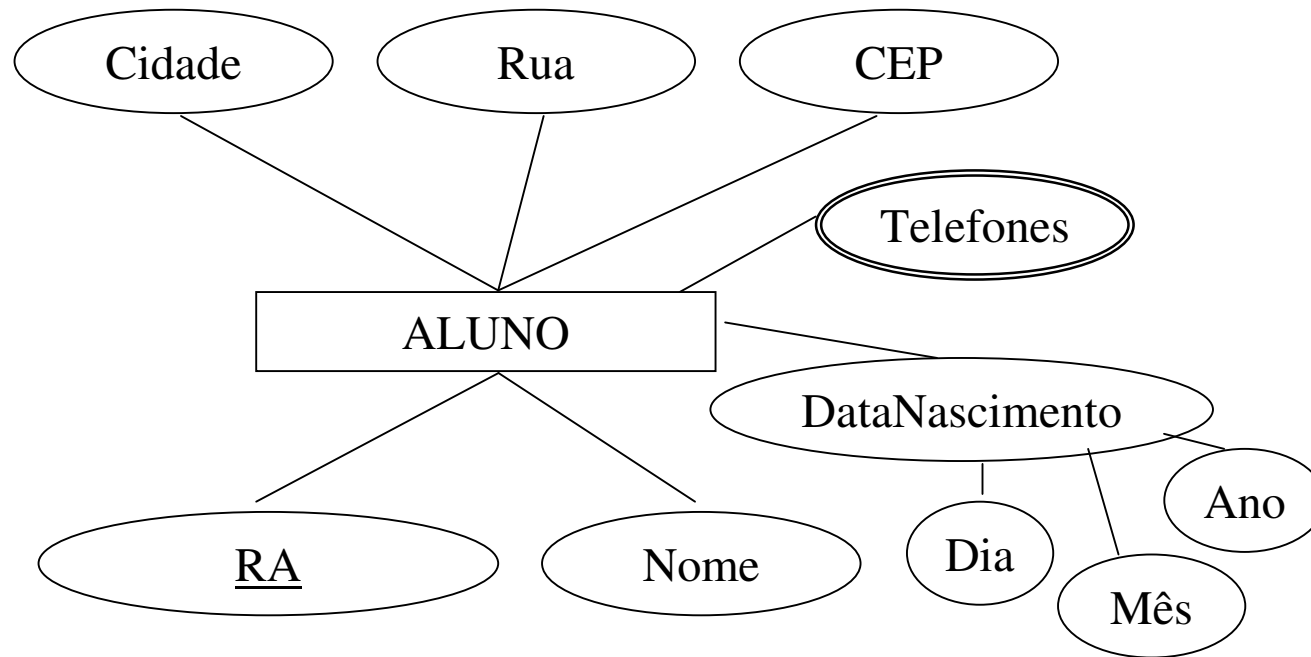 Cidade
Rua
CEP
Telefones
ALUNO
DataNascimento
Ano
Dia
Mês
RA
Nome